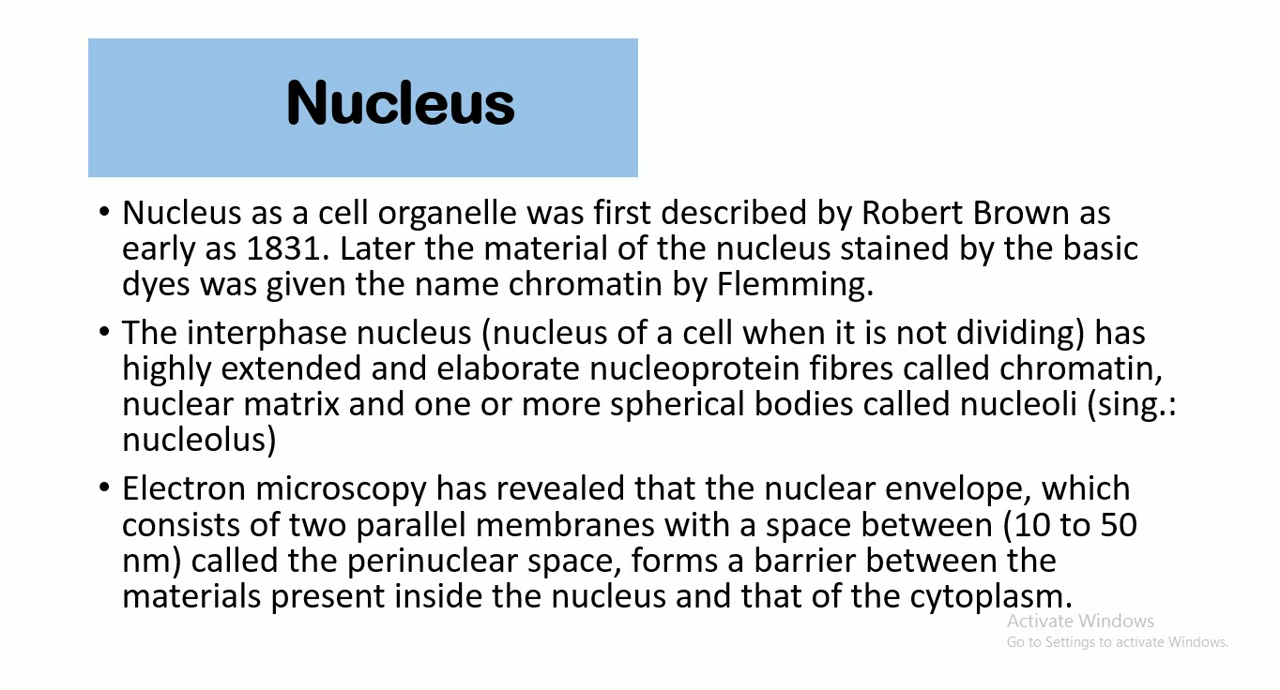 Nucleus
• Nucleus as a cell organelle was first described by Robert Brown as
early as 1831. Later the material of the nucleus stained by the basic
dyes was given the name chromatin by Flemming.
• The interphase nucleus (nucleus of a cell when it is not dividing) has
highly extended and elaborate nucleoprotein fibres called chromatin,
nuclear matrix and one or more spherical bodies called nucleoli (sing.:
nucleolus)
• Electron microscopy has revealed that the nuclear envelope, which
consists of two parallel membranes with a space between (10 to 50
nm) called the perinuclear space, forms a barrier between the
materials present inside the nucleus and that of the cytoplasm.
Activate Windows
Go to Settings to activate Windows.